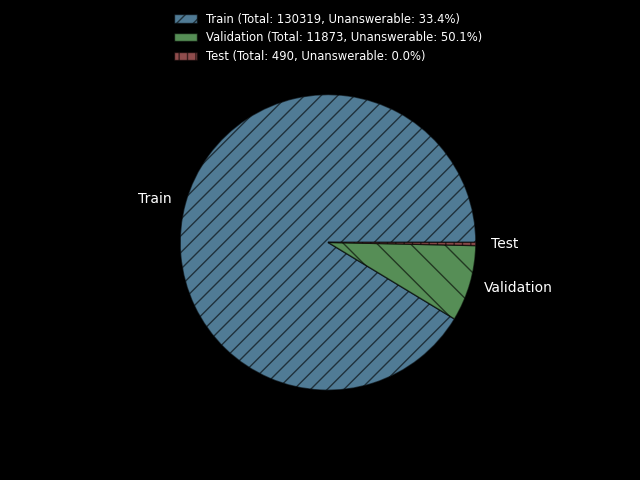 Train (Total: 130319, Unanswerable: 33.4%)
Validation (Total: 11873, Unanswerable: 50.1%)
Test (Total: 490, Unanswerable: 0.0%)
Train
Test
Validation